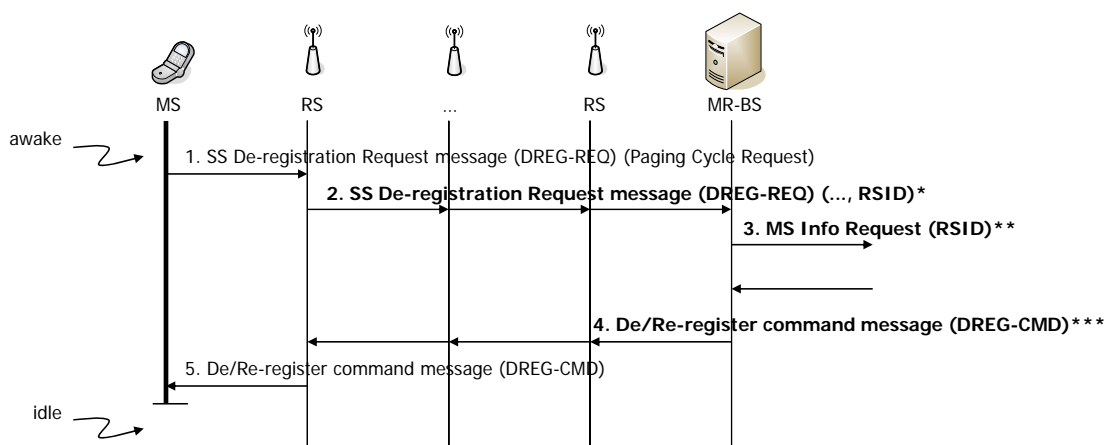 MS
RS
...
RS
MR-BS
awake
1. SS De-registration Request message (DREG-REQ) (Paging Cycle Request)
2. SS De-registration Request message (DREG-REQ) (..., RSID)*
3. MS Info Request (RSID)**
4. De/Re-register command message (DREG-CMD)***
5. De/Re-register command message (DREG-CMD)
idle